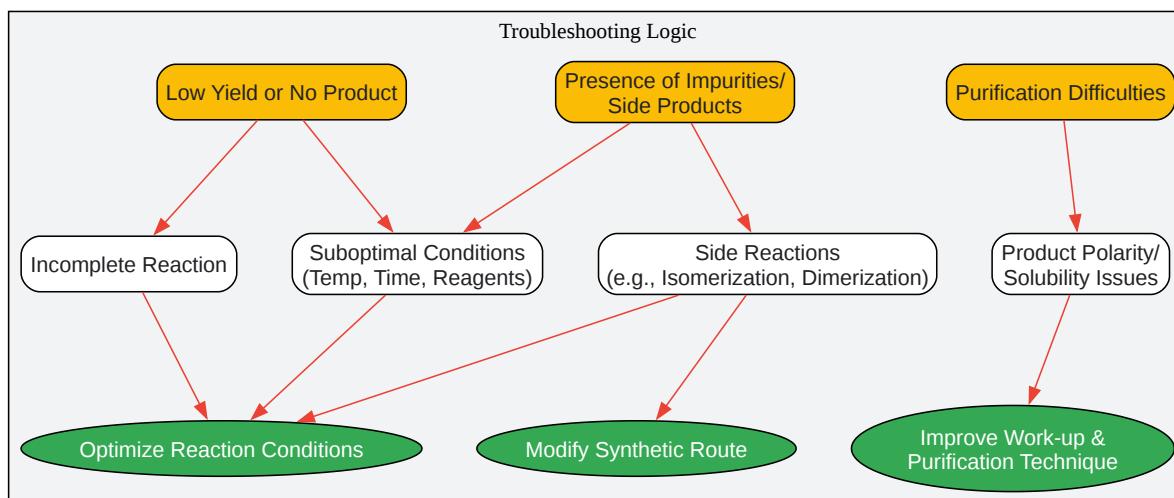 Troubleshooting Logic
Low Yield or No Product
Presence of Impurities/
Side Products
Purification Difficulties
Incomplete Reaction
Suboptimal Conditions
(Temp, Time, Reagents)
Side Reactions
(e.g., Isomerization, Dimerization)
Product Polarity/
Solubility Issues
Optimize Reaction Conditions
Modify Synthetic Route
Improve Work-up &
Purification Technique